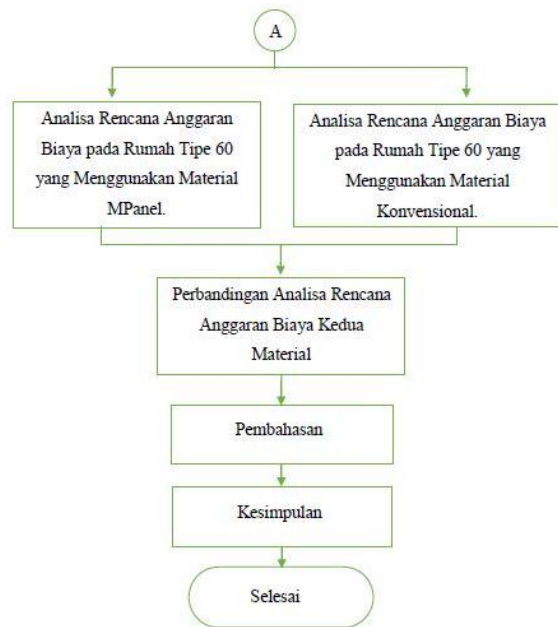 A
Analisa Rencana Anggaran
Biaya pada Rumah Tipe 60
yang Menggunakan Material
MPanel.
Analisa Rencana Anggaran Biaya
pada Rumah Tipe 60 yang
Menggunakan Material
Konvensional.
Perbandingan Analisa Rencana
Anggaran Biaya Kedua
Material
Pembahasan
Kesimpulan
Selesai